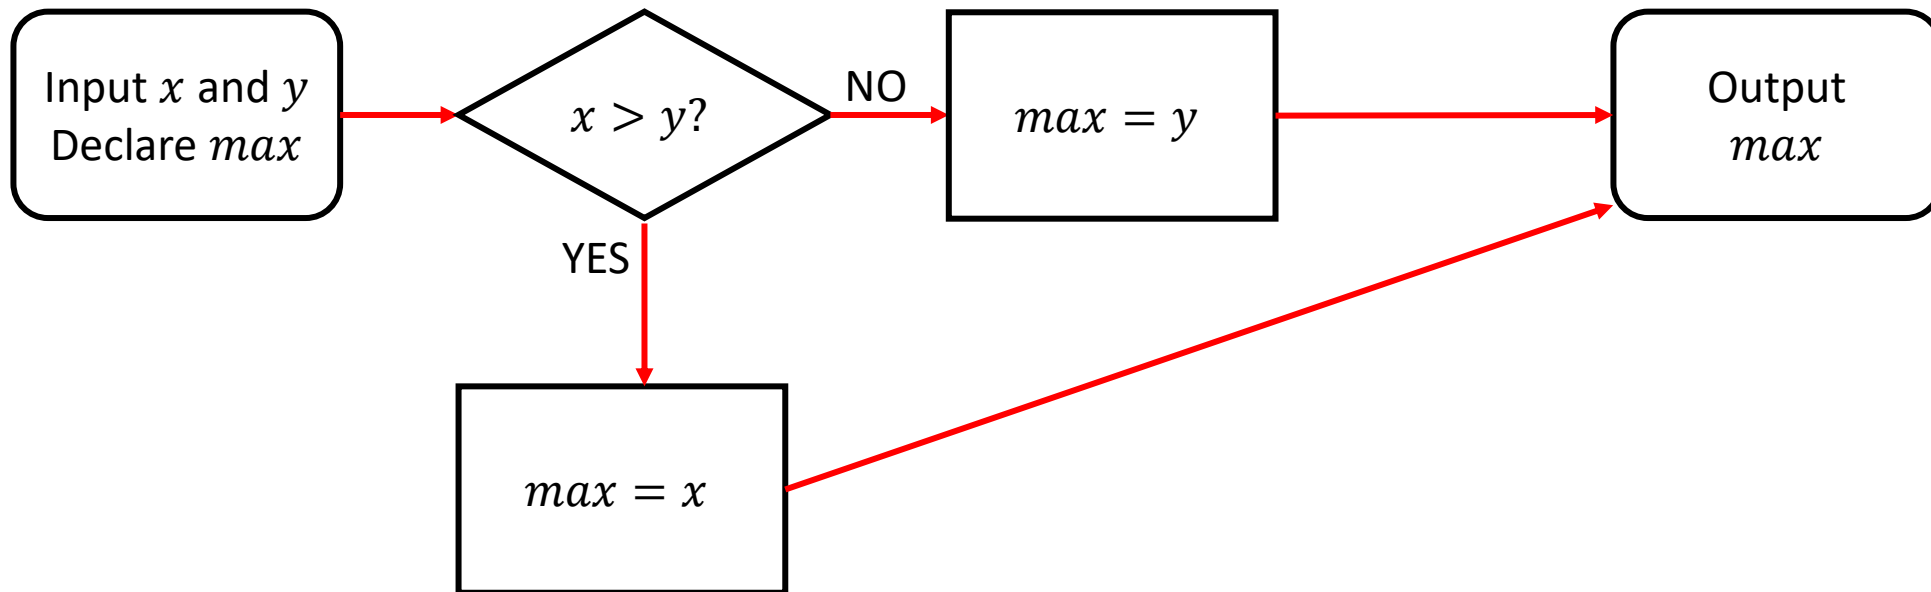 Input x and y
Declare max
x > y?
NO
max = y
Output
max
YES
max = x